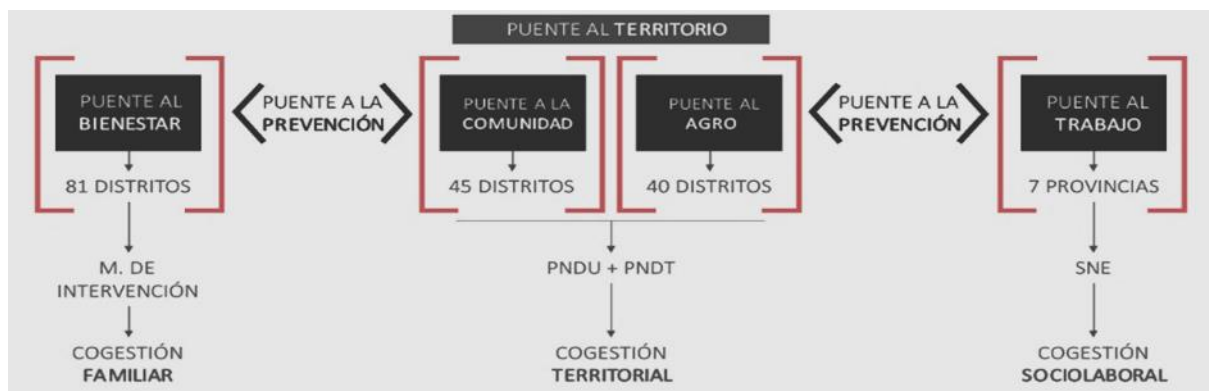 PUENTE AL TERRITORIO
PUENTE AL
BIENESTAR
PUENTE A LA
PREVENCIÓN
PUENTE A LA
COMUNIDAD
PUENTE AL
AGRO
PUENTE A LA
PREVENCIÓN
PUENTE AL
TRABAJO
81 DISTRITOS
45 DISTRITOS
40 DISTRITOS
7 PROVINCIAS
M. DE
INTERVENCIÓN
PNDU + PNDT
SNE
COGESTIÓN
FAMILIAR
COGESTIÓN
TERRITORIAL
COGESTIÓN
SOCIOLABORAL